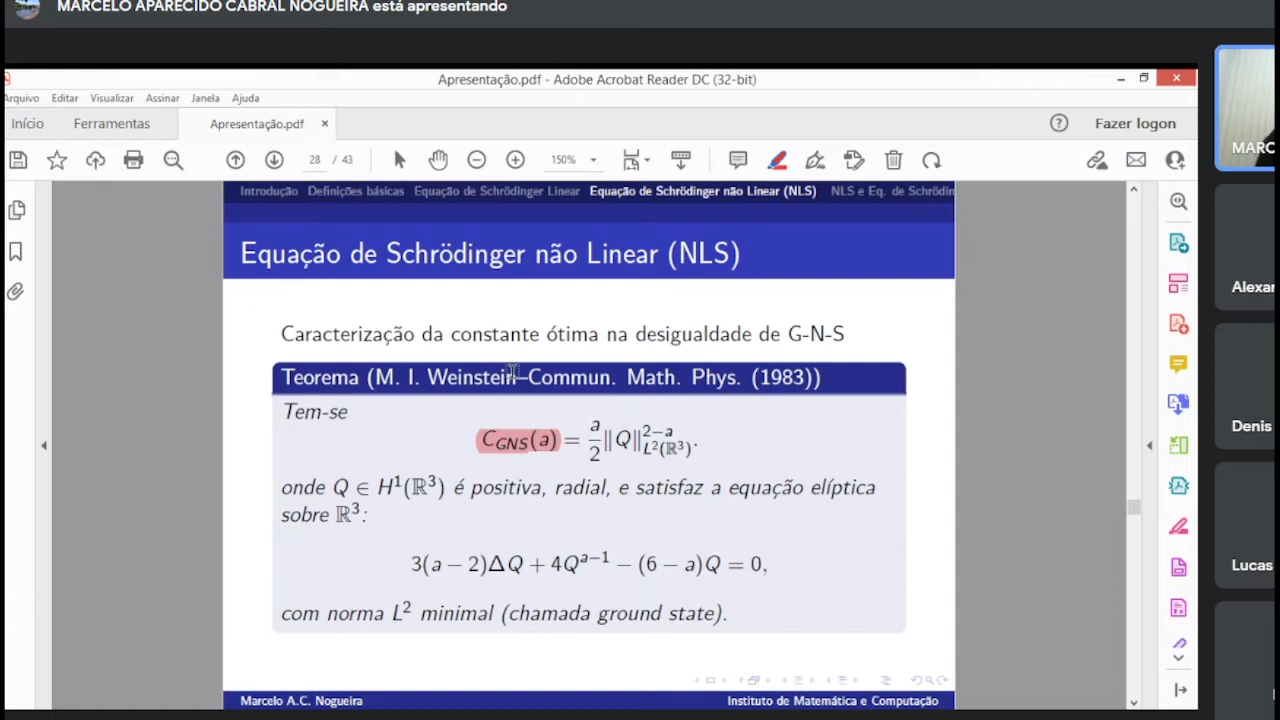 MARCELO APARECIDO CABRAL NOGUEIRA está apresentando
Apresentação.pdf - Adobe Acrobat Reader DC (32-bit)
Arquivo Editar Visualizar Assinar Janela Ajuda
Início Ferramentas Apresentação.pdf × Fazer logon
28 / 43 150%
Introdução Definições básicas Equação de Schrödinger Linear Equação de Schrödinger não Linear (NLS) NLS e Eq. de Schrödin
Equação de Schrödinger não Linear (NLS)
Caracterização da constante ótima na desigualdade de G-N-S
Teorema (M. I. Weinstein–Commun. Math. Phys. (1983))
Tem-se
C_{GNS}(a) = \frac{a}{2} \|Q\|_{L^2(ℝ^3)}^{2-a}.
onde Q ∈ H¹(ℝ³) é positiva, radial, e satisfaz a equação elíptica
sobre ℝ³:
3(a − 2)ΔQ + 4Q^{a−1} − (6 − a)Q = 0,
com norma L² minimal (chamada ground state).
Marcelo A.C. Nogueira Instituto de Matemática e Computação
MARC
Alexar
Denis
Lucas